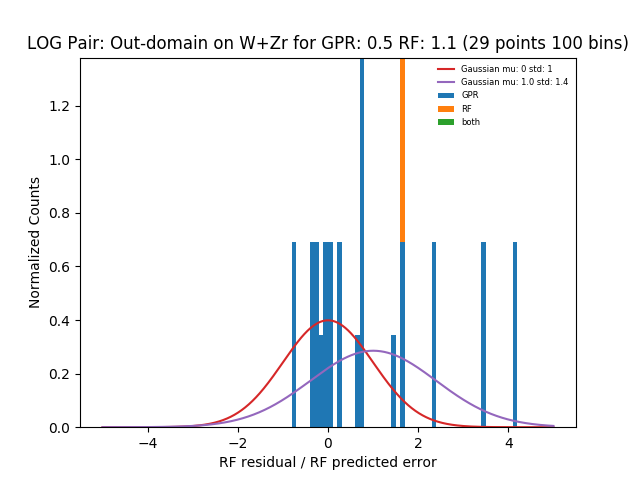 LOG Pair: Out-domain on W+Zr for GPR: 0.5 RF: 1.1 (29 points 100 bins)
Gaussian mu: 0 std: 1
Gaussian mu: 1.0 std: 1.4
GPR
RF
both
1.2
1.0
0.8
0.6
0.4
0.2
0.0
Normalized Counts
−4
−2
0
2
4
RF residual / RF predicted error